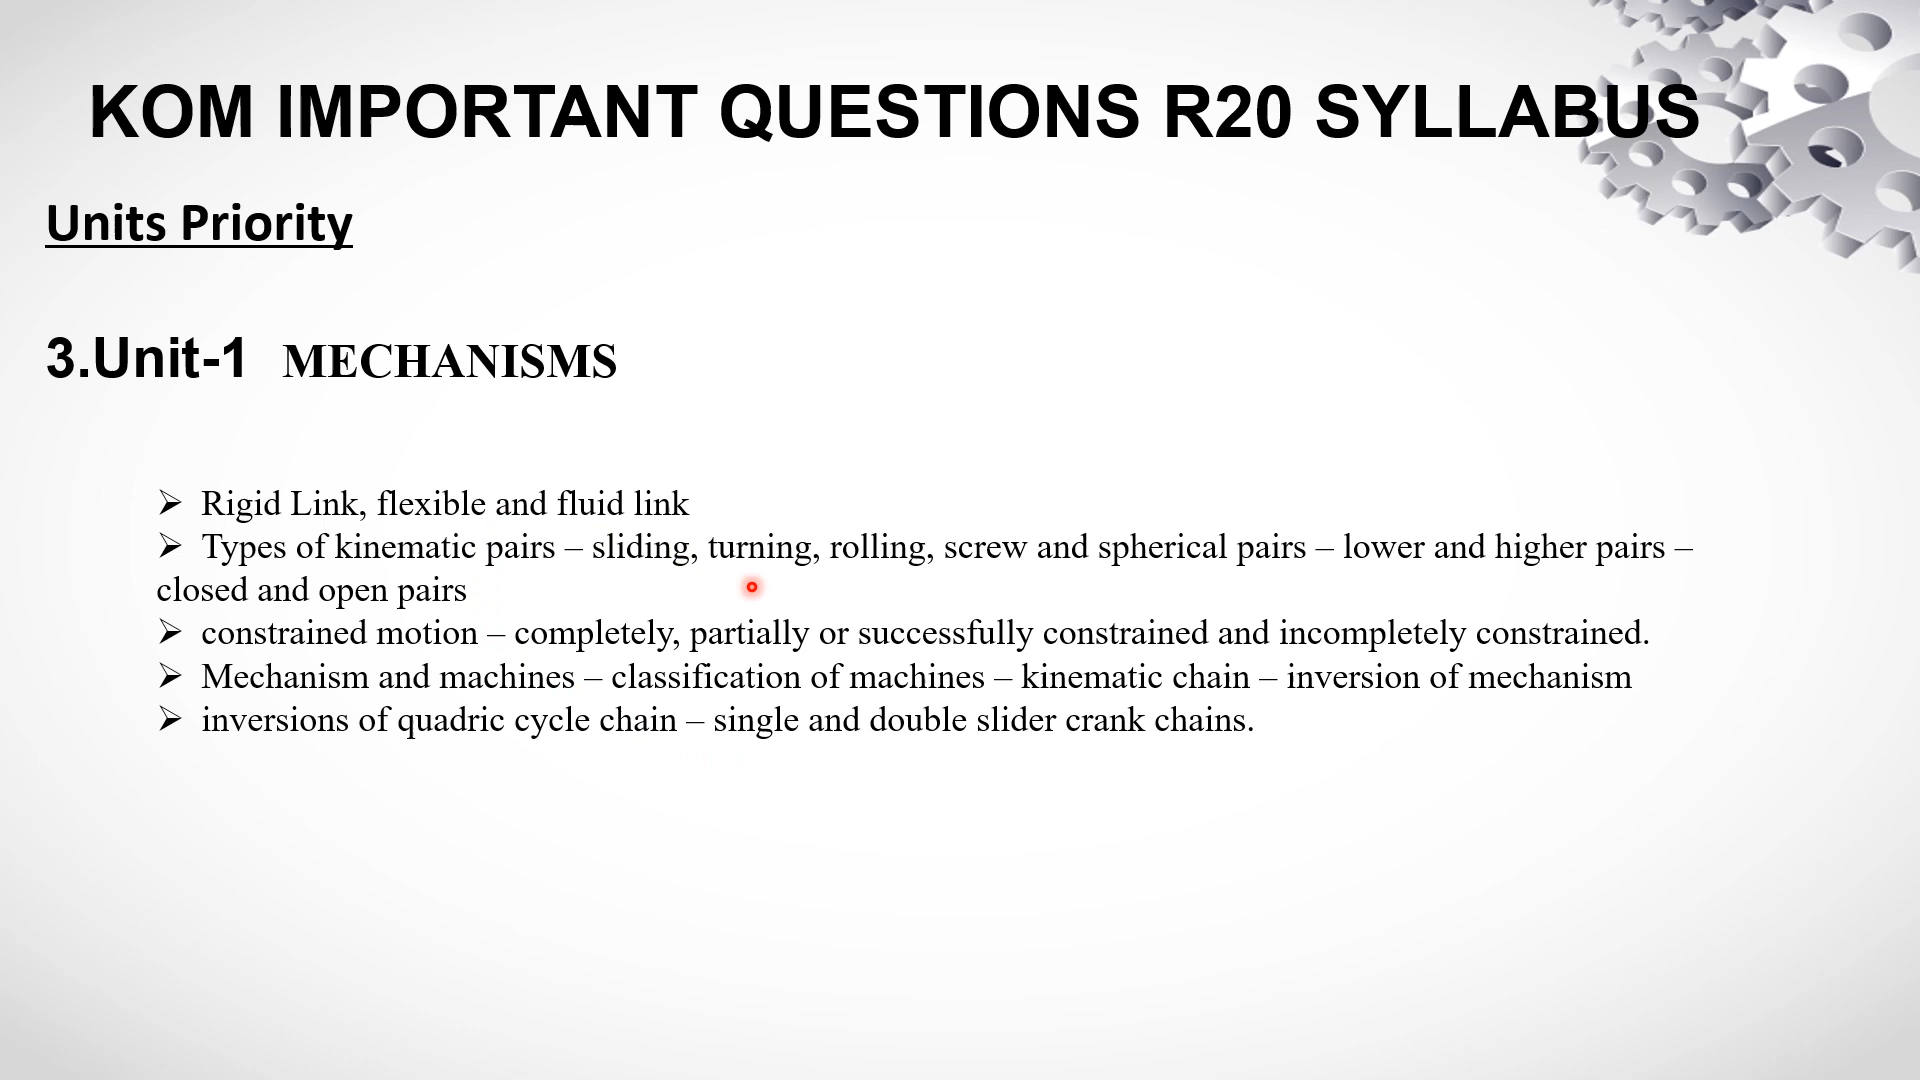 KOM IMPORTANT QUESTIONS R20 SYLLABUS
Units Priority
3.Unit-1 MECHANISMS
➢ Rigid Link, flexible and fluid link
➢ Types of kinematic pairs – sliding, turning, rolling, screw and spherical pairs – lower and higher pairs –
closed and open pairs
➢ constrained motion – completely, partially or successfully constrained and incompletely constrained.
➢ Mechanism and machines – classification of machines – kinematic chain – inversion of mechanism
➢ inversions of quadric cycle chain – single and double slider crank chains.